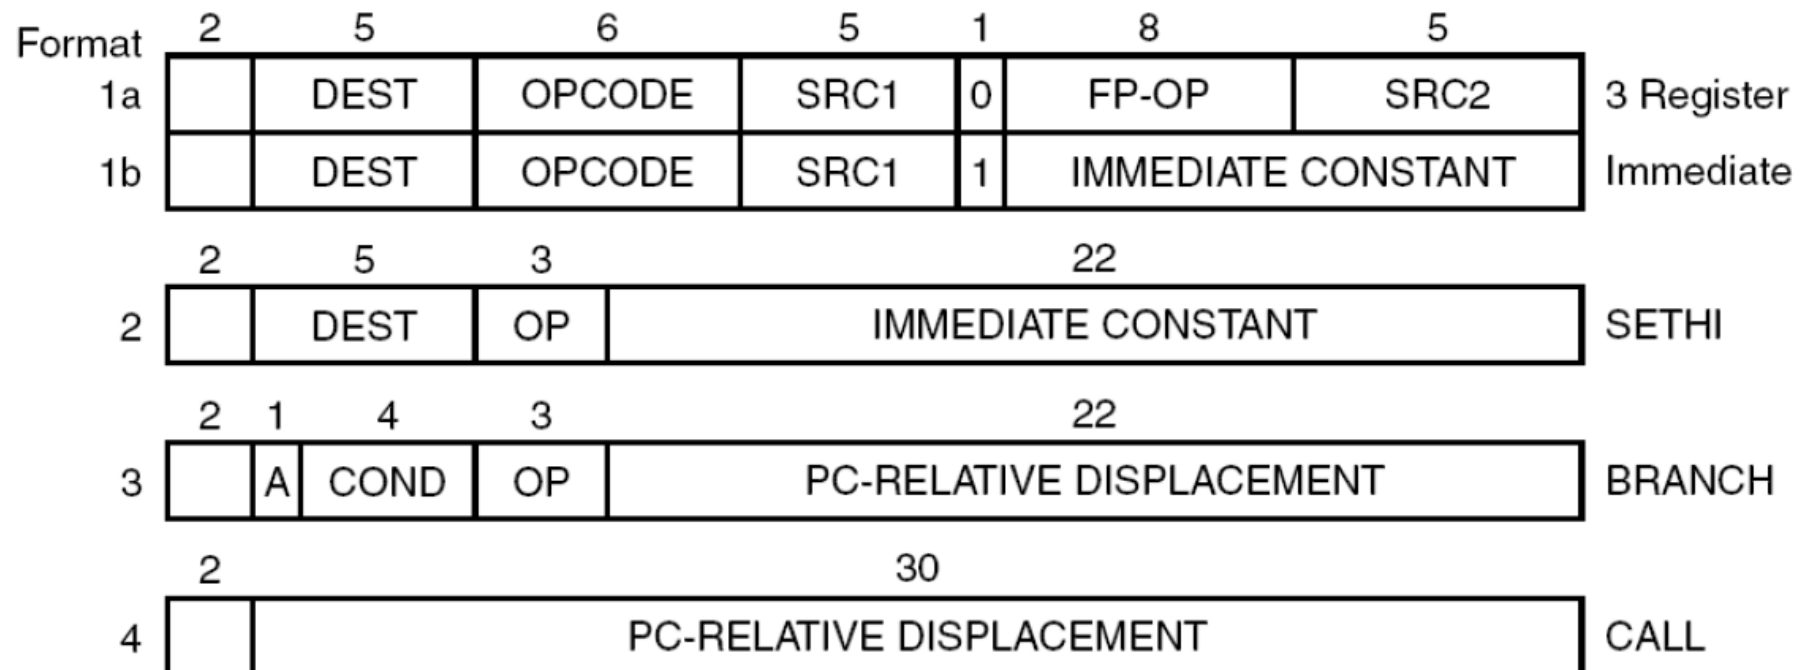 2 5 6 5 1 8 5
Format
1a DEST OPCODE SRC1 0 FP-OP SRC2 3 Register
1b DEST OPCODE SRC1 1 IMMEDIATE CONSTANT Immediate
2 5 3 22
2 DEST OP IMMEDIATE CONSTANT SETHI
2 1 4 3 22
3 A COND OP PC-RELATIVE DISPLACEMENT BRANCH
2 30
4 PC-RELATIVE DISPLACEMENT CALL